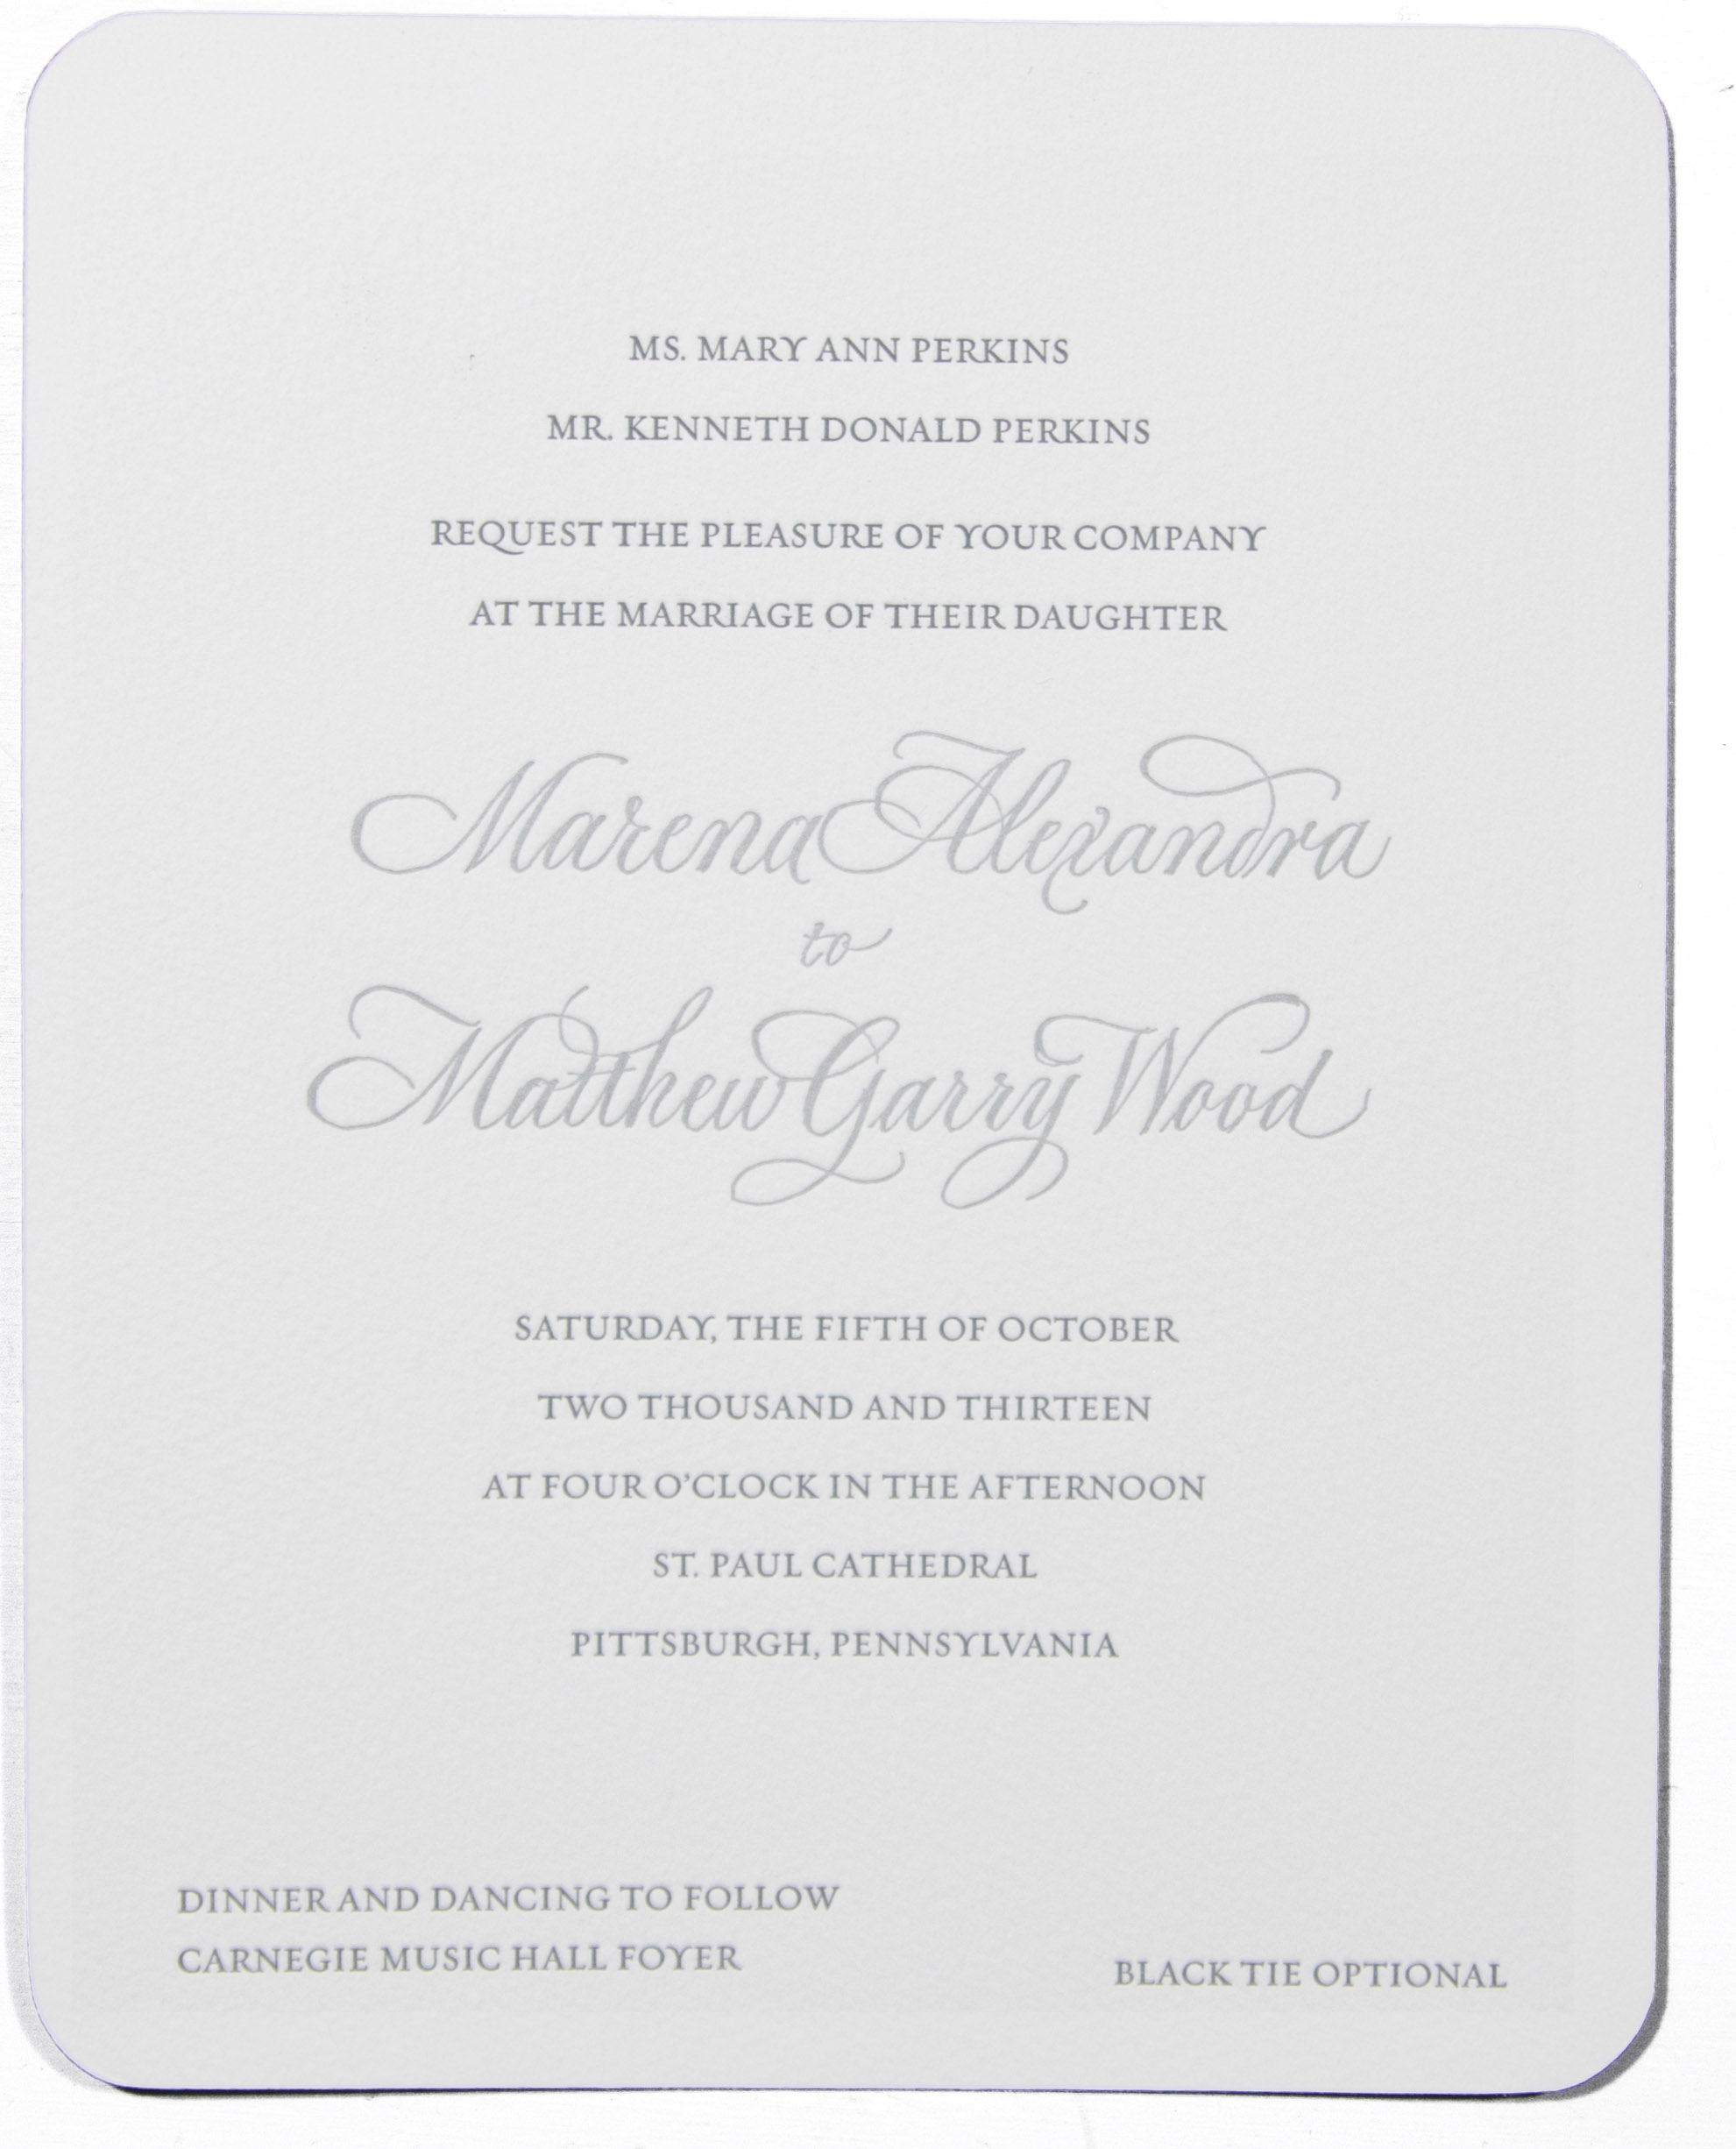 MS. MARY ANN PERKINS
MR. KENNETH DONALD PERKINS
REQUEST THE PLEASURE OF YOUR COMPANY
AT THE MARRIAGE OF THEIR DAUGHTER
Marena Alexandra
to
Matthew Garry Wood
SATURDAY, THE FIFTH OF OCTOBER
TWO THOUSAND AND THIRTEEN
AT FOUR O’CLOCK IN THE AFTERNOON
ST. PAUL CATHEDRAL
PITTSBURGH, PENNSYLVANIA
DINNER AND DANCING TO FOLLOW
CARNEGIE MUSIC HALL FOYER
BLACK TIE OPTIONAL